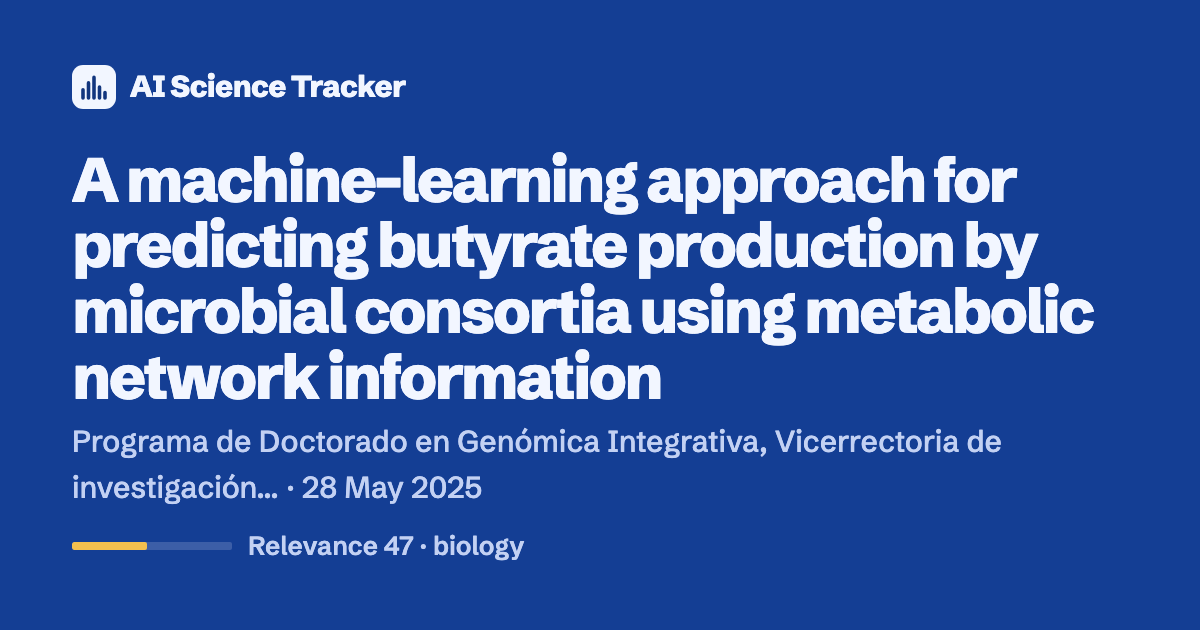 AI Science Tracker
A machine-learning approach for
predicting butyrate production by
microbial consortia using metabolic
network information
Programa de Doctorado en Genómica Integrativa, Vicerrectoria de
investigación... · 28 May 2025
Relevance 47 · biology